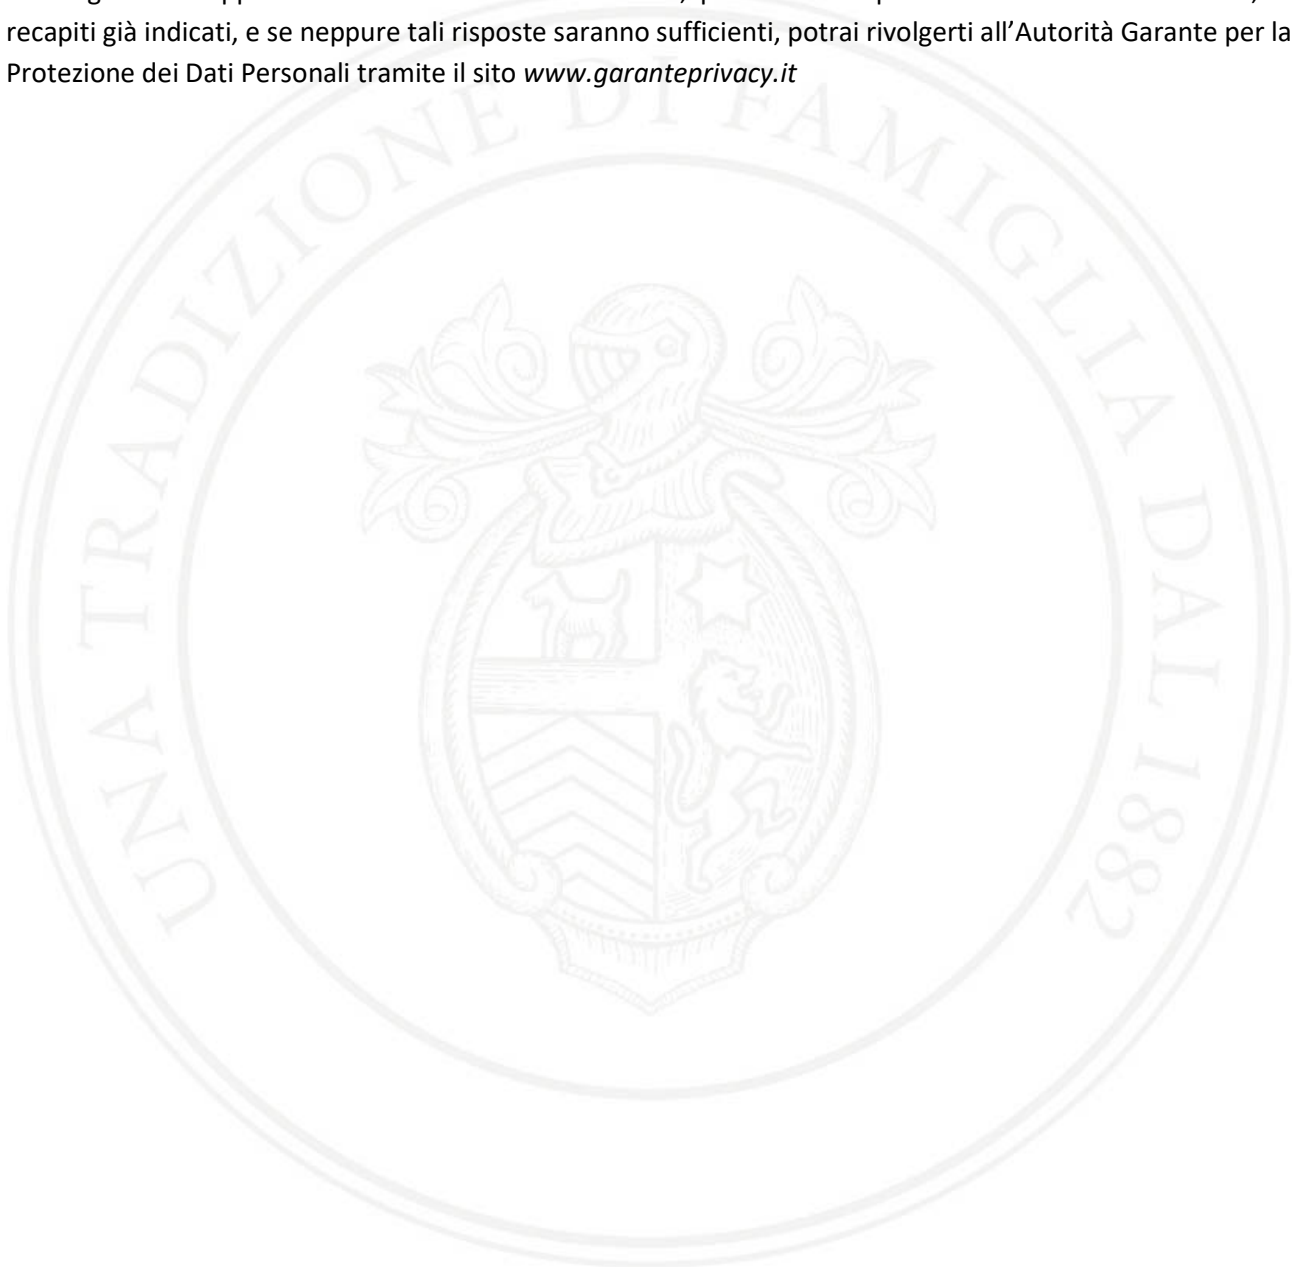 recapiti già indicati, e se neppure tali risposte saranno sufficienti, potrai rivolgerti all’Autorità Garante per la
Protezione dei Dati Personali tramite il sito www.garanteprivacy.it
UNA TRADIZIONE DI FAMIGLIA DAL 1882